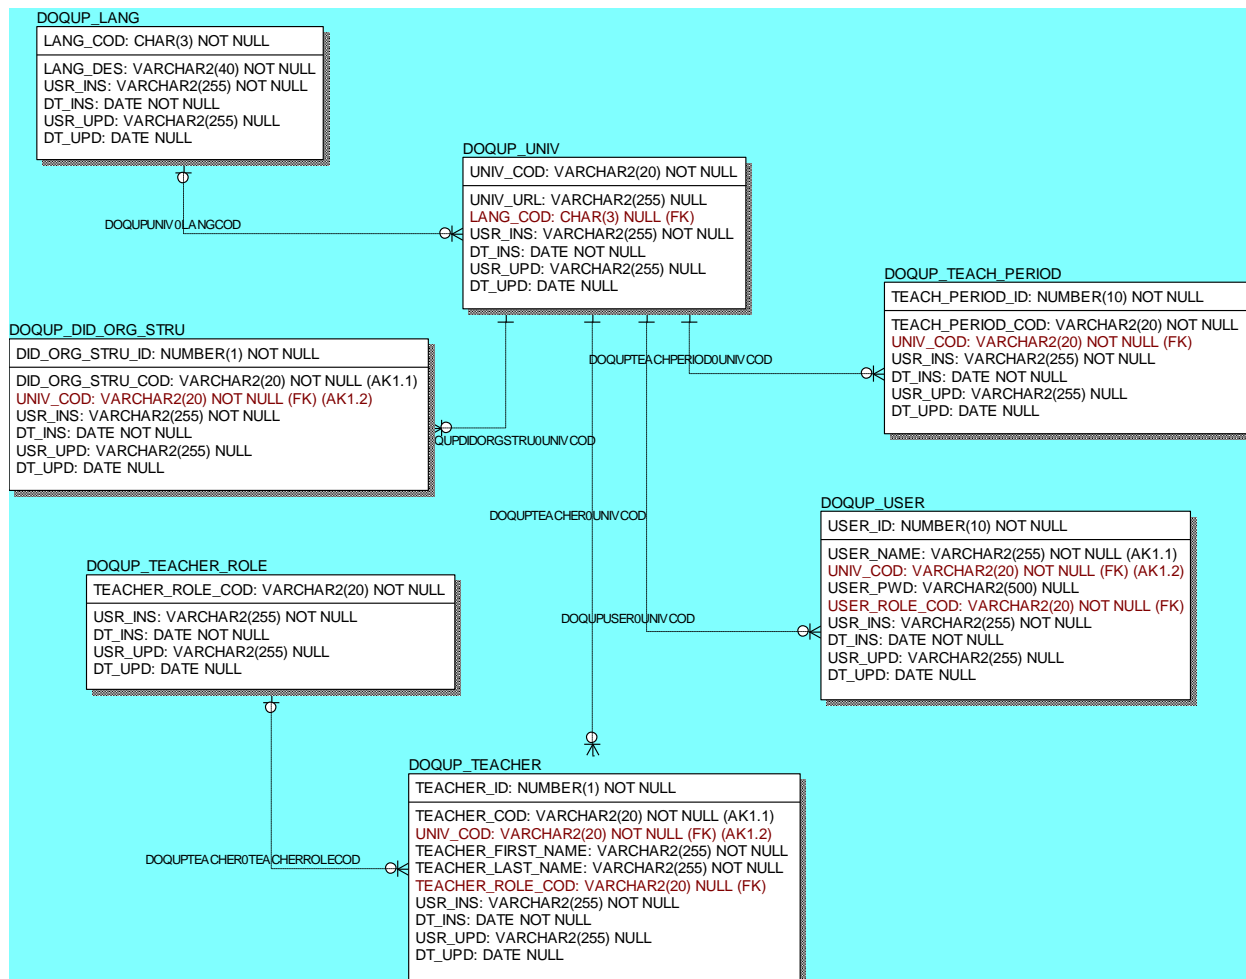 DOQUP_LANG
LANG_COD: CHAR(3) NOT NULL
LANG_DES: VARCHAR2(40) NOT NULL
USR_INS: VARCHAR2(255) NOT NULL
DT_INS: DATE NOT NULL
USR_UPD: VARCHAR2(255) NULL
DT_UPD: DATE NULL
DOQUPUNIV0LANGCOD
DOQUP_UNIV
UNIV_COD: VARCHAR2(20) NOT NULL
UNIV_URL: VARCHAR2(255) NULL
LANG_COD: CHAR(3) NULL (FK)
USR_INS: VARCHAR2(255) NOT NULL
DT_INS: DATE NOT NULL
USR_UPD: VARCHAR2(255) NULL
DT_UPD: DATE NULL
DOQUP_TEACH_PERIOD
TEACH_PERIOD_ID: NUMBER(10) NOT NULL
TEACH_PERIOD_COD: VARCHAR2(20) NOT NULL
UNIV_COD: VARCHAR2(20) NOT NULL (FK)
USR_INS: VARCHAR2(255) NOT NULL
DT_INS: DATE NOT NULL
USR_UPD: VARCHAR2(255) NULL
DT_UPD: DATE NULL
DOQUPTEACHPERIOD0UNIVCOD
DOQUP_DID_ORG_STRU
DID_ORG_STRU_ID: NUMBER(1) NOT NULL
DID_ORG_STRU_COD: VARCHAR2(20) NOT NULL (AK1.1)
UNIV_COD: VARCHAR2(20) NOT NULL (FK) (AK1.2)
USR_INS: VARCHAR2(255) NOT NULL
DT_INS: DATE NOT NULL
USR_UPD: VARCHAR2(255) NULL
DT_UPD: DATE NULL
QUPDIDORGSTRU0UNIVCOD
DOQUPTEACHER0UNIVCOD
DOQUP_USER
USER_ID: NUMBER(10) NOT NULL
USER_NAME: VARCHAR2(255) NOT NULL (AK1.1)
UNIV_COD: VARCHAR2(20) NOT NULL (FK) (AK1.2)
USER_PWD: VARCHAR2(500) NULL
USER_ROLE_COD: VARCHAR2(20) NOT NULL (FK)
USR_INS: VARCHAR2(255) NOT NULL
DT_INS: DATE NOT NULL
USR_UPD: VARCHAR2(255) NULL
DT_UPD: DATE NULL
DOQUPUSER0UNIVCOD
DOQUP_TEACHER_ROLE
TEACHER_ROLE_COD: VARCHAR2(20) NOT NULL
USR_INS: VARCHAR2(255) NOT NULL
DT_INS: DATE NOT NULL
USR_UPD: VARCHAR2(255) NULL
DT_UPD: DATE NULL
DOQUPTEACHER0TEACHERROLECOD
DOQUP_TEACHER
TEACHER_ID: NUMBER(1) NOT NULL
TEACHER_COD: VARCHAR2(20) NOT NULL (AK1.1)
UNIV_COD: VARCHAR2(20) NOT NULL (FK) (AK1.2)
TEACHER_FIRST_NAME: VARCHAR2(255) NOT NULL
TEACHER_LAST_NAME: VARCHAR2(255) NOT NULL
TEACHER_ROLE_COD: VARCHAR2(20) NULL (FK)
USR_INS: VARCHAR2(255) NOT NULL
DT_INS: DATE NOT NULL
USR_UPD: VARCHAR2(255) NULL
DT_UPD: DATE NULL